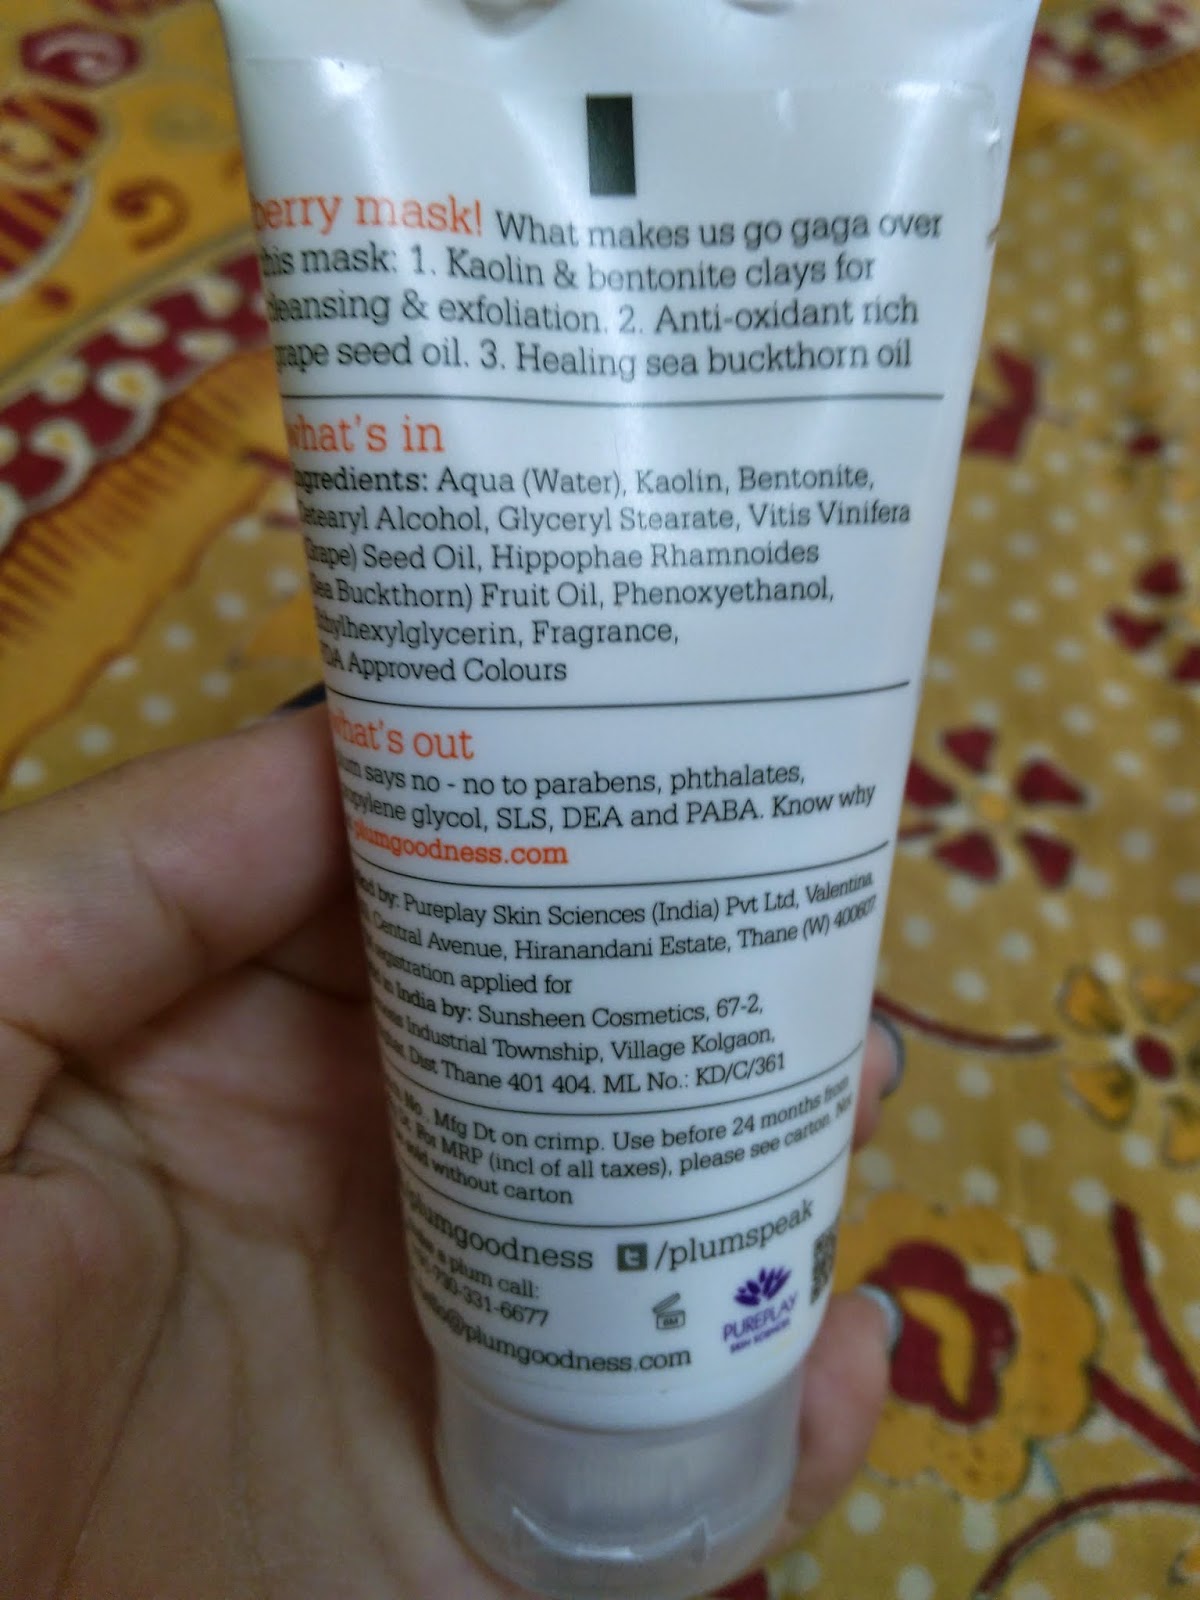 berry mask! What makes us go gaga over
this mask: 1. Kaolin & bentonite clays for
cleansing & exfoliation. 2. Anti-oxidant rich
grape seed oil. 3. Healing sea buckthorn oil
what's in
Ingredients: Aqua (Water), Kaolin, Bentonite,
Cetearyl Alcohol, Glyceryl Stearate, Vitis Vinifera
(Grape) Seed Oil, Hippophae Rhamnoides
(Sea Buckthorn) Fruit Oil, Phenoxyethanol,
Ethylhexylglycerin, Fragrance,
FDA Approved Colours
what's out
Plum says no - no to parabens, phthalates,
propylene glycol, SLS, DEA and PABA. Know why
plumgoodness.com
by: Pureplay Skin Sciences (India) Pvt Ltd, Valentina
Central Avenue, Hiranandani Estate, Thane (W) 400607.
registration applied for
in India by: Sunsheen Cosmetics, 67-2,
Industrial Township, Village Kolgaon,
Dist Thane 401 404. ML No.: KD/C/361
No., Mfg Dt on crimp. Use before 24 months from
For MRP (incl of all taxes), please see carton. Not
sold without carton
/plumgoodness t /plumspeak
a plum call:
331-6677
hello@plumgoodness.com
6M
PUREPLAY
SKIN SCIENCES